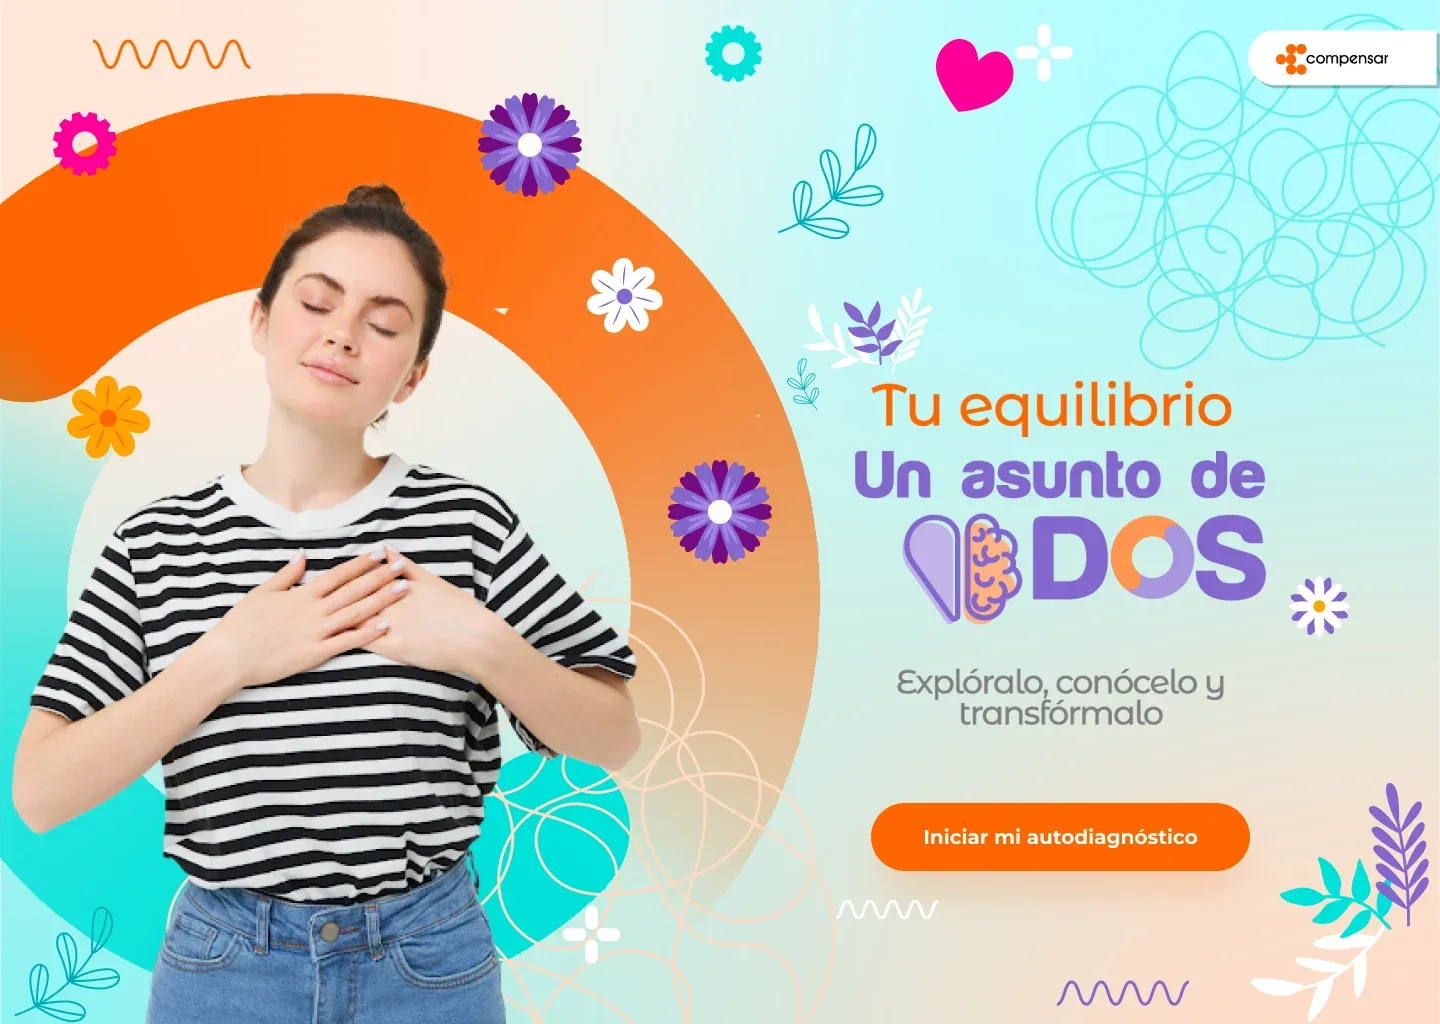 compensar
Tu equilibrio
Un asunto de
DOS
Explóralo, conócelo y
transfórmalo
Iniciar mi autodiagnóstico